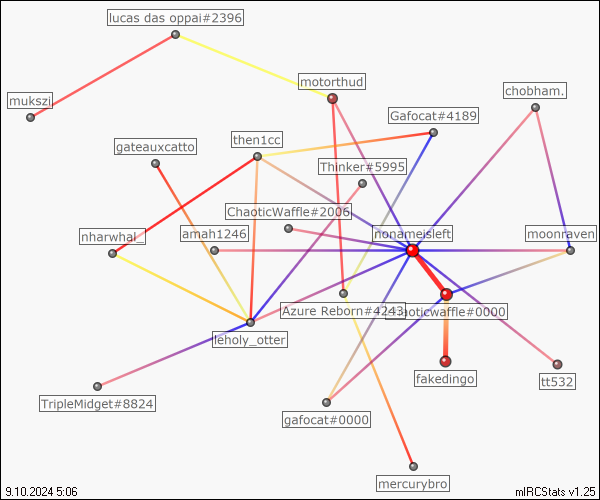 lucas das oppai#2396
motorthud
chobham.
mukszi
Gafocat#4189
then1cc
gateauxcatto
Thinker#5995
ChaoticWaffle#2006
nharwhal_
amah1246
nonameisleft
moonraven
Azure Reborn#4243
aoticwaffle#0000
leholy_otter
fakedingo
tt532
TripleMidget#8824
gafocat#0000
mercurybro
9.10.2024 5:06
mIRCStats v1.25